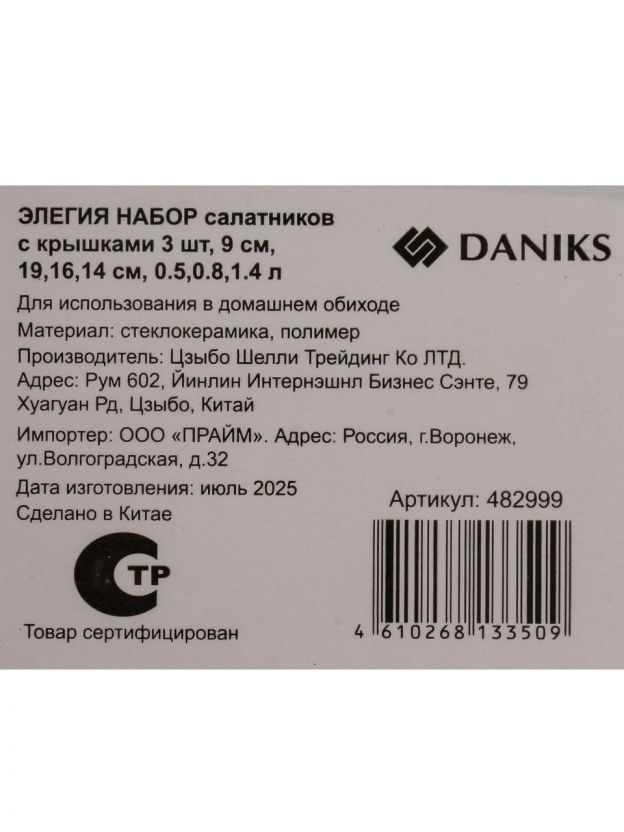 ЭЛЕГИЯ НАБОР салатников
с крышками 3 шт, 9 см,
19,16,14 см, 0.5,0.8,1.4 л
DANIKS
Для использования в домашнем обиходе
Материал: стеклокерамика, полимер
Производитель: Цзыбо Шелли Трейдинг Ко ЛТД.
Адрес: Рум 602, Йинлин Интернэшнл Бизнес Сэнте, 79
Хуагуан Рд, Цзыбо, Китай
Импортер: ООО «ПРАЙМ». Адрес: Россия, г.Воронеж,
ул.Волгоградская, д.32
Дата изготовления: июль 2025
Сделано в Китае
Артикул: 482999
ТР
Товар сертифицирован
4 610268 133509